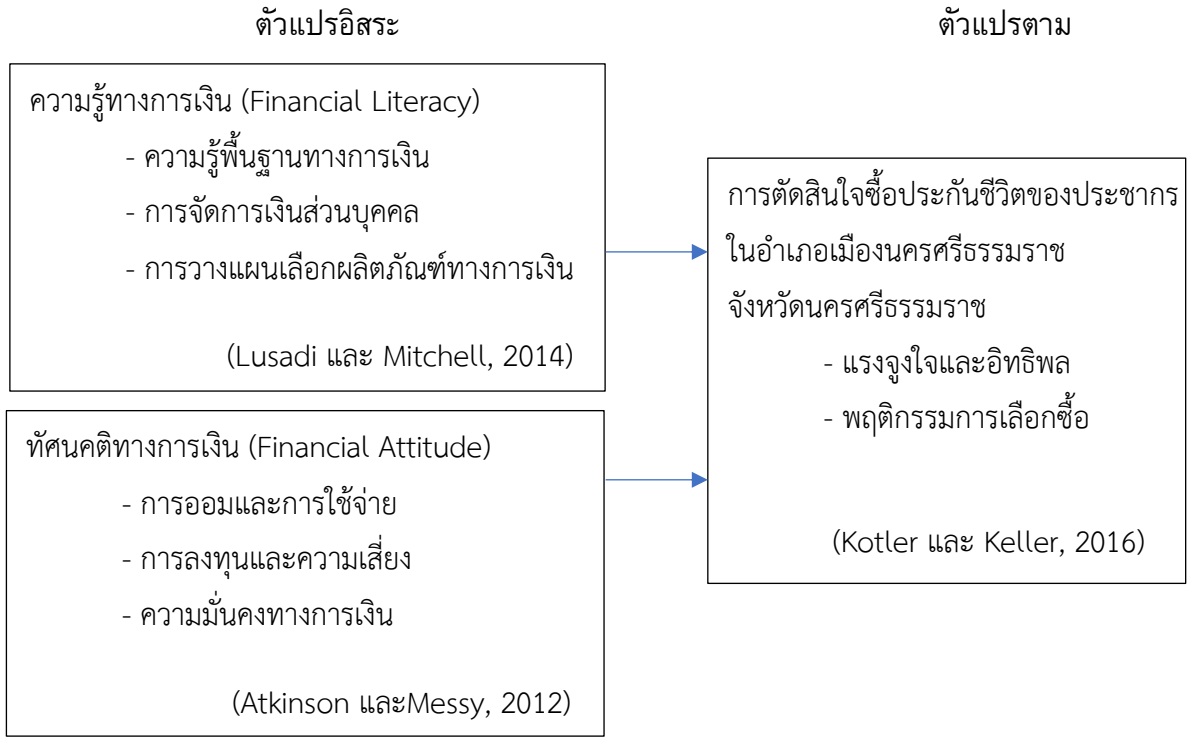 ตัวแปรอิสระ
ตัวแปรตาม
ความรู้ทางการเงิน (Financial Literacy)
- ความรู้พื้นฐานทางการเงิน
- การจัดการเงินส่วนบุคคล
- การวางแผนเลือกผลิตภัณฑ์ทางการเงิน
(Lusadi และ Mitchell, 2014)
ทัศนคติทางการเงิน (Financial Attitude)
- การออมและการใช้จ่าย
- การลงทุนและความเสี่ยง
- ความมั่นคงทางการเงิน
(Atkinson และMessy, 2012)
การตัดสินใจซื้อประกันชีวิตของประชากร
ในอำเภอเมืองนครศรีธรรมราช
จังหวัดนครศรีธรรมราช
- แรงจูงใจและอิทธิพล
- พฤติกรรมการเลือกซื้อ
(Kotler และ Keller, 2016)